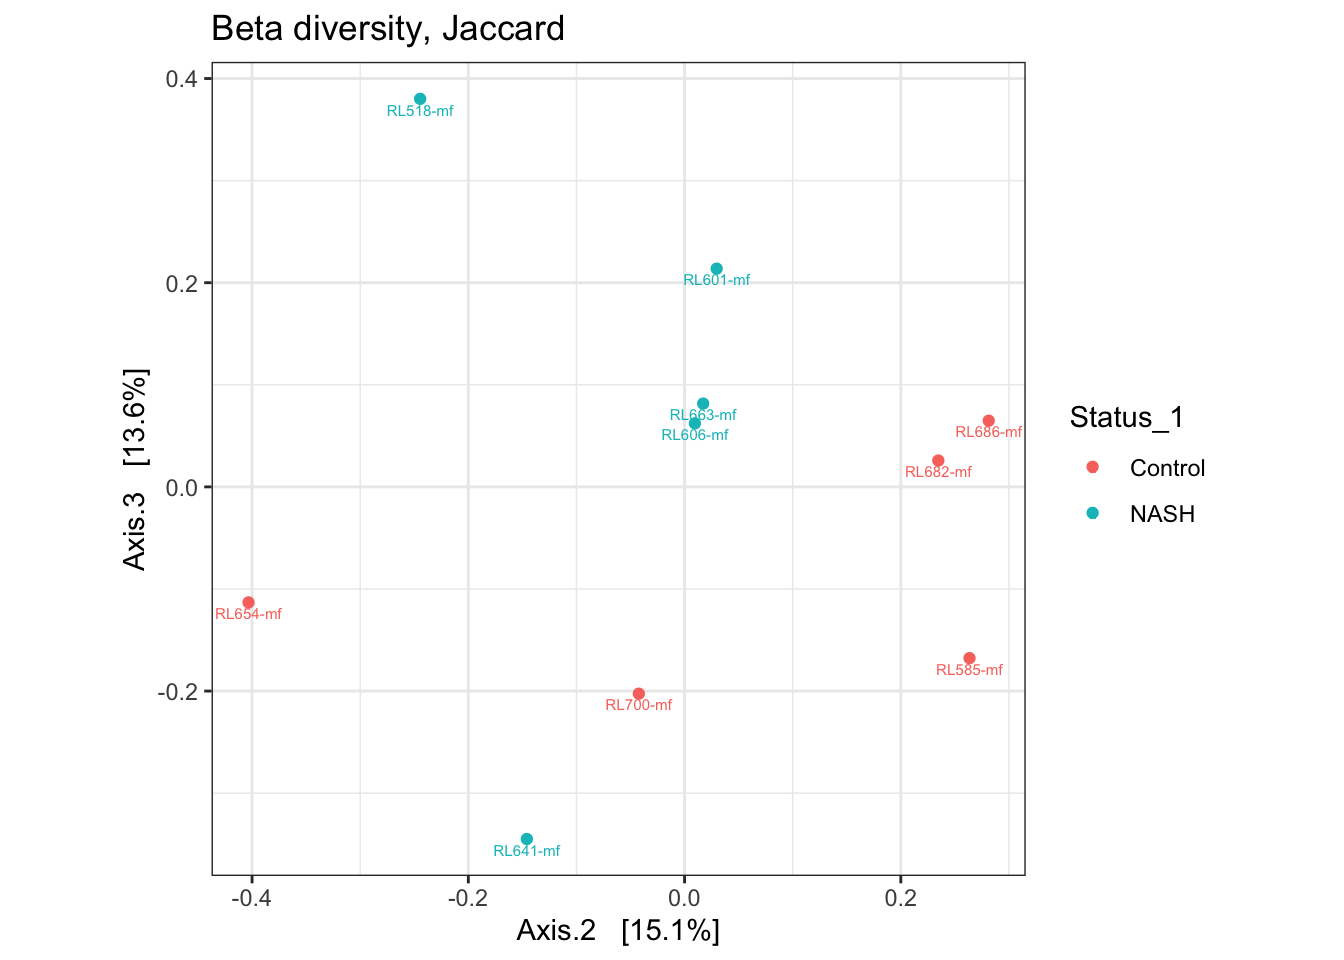 Beta diversity, Jaccard
0.4
RL518-mf
RL601-mf
0.2
RL663-mf
RL606-mf
RL686-mf
RL682-mf
0.0
RL654-mf
RL585-mf
RL700-mf
-0.2
RL641-mf
-0.4
-0.2
0.0
0.2
Axis.2 [15.1%]
Axis.3 [13.6%]
Status_1
Control
NASH